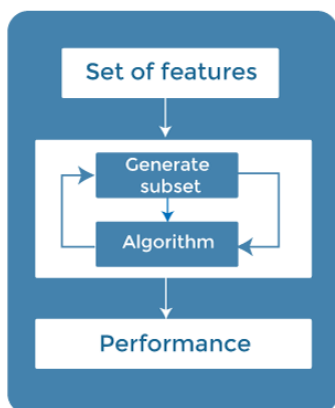 Set of features
Generate
subset
Algorithm
Performance